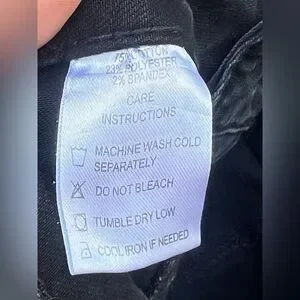 75% COTTON
23% POLYESTER
2% SPANDEX
CARE
INSTRUCTIONS
MACHINE WASH COLD
SEPARATELY
DO NOT BLEACH
TUMBLE DRY LOW
COOL IRON IF NEEDED